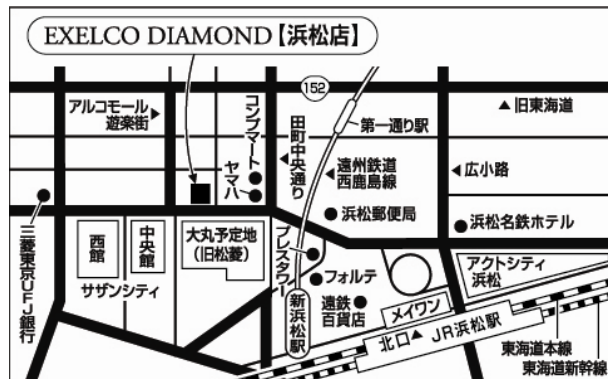 EXELCO DIAMOND【浜松店】
152
アルコモール
遊楽街
コンプマート
ヤマハ
田町中央通り
第一通り駅
旧東海道
遠州鉄道
西鹿島線
広小路
浜松郵便局
浜松名鉄ホテル
三菱東京UFJ銀行
西館
中央館
サザンシティ
大丸予定地
(旧松菱)
プレスタワー
フォルテ
新浜松駅
遠鉄
百貨店
メイワン
アクトシティ
浜松
北口
JR浜松駅
東海道本線
東海道新幹線